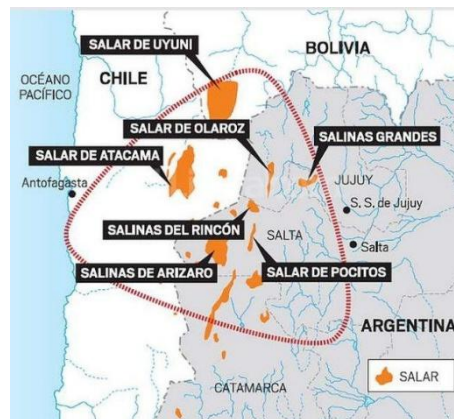 SALAR DE UYUNI
BOLIVIA
OCÉANO
PACÍFICO
CHILE
SALAR DE OLAROZ
SALINAS GRANDES
SALAR DE ATACAMA
JUJUY
Antofagasta
S. S. de Jujuy
SALINAS DEL RINCÓN
SALTA
Salta
SALINAS DE ARIZARO
SALAR DE POCITOS
ARGENTINA
SALAR
CATAMARCA